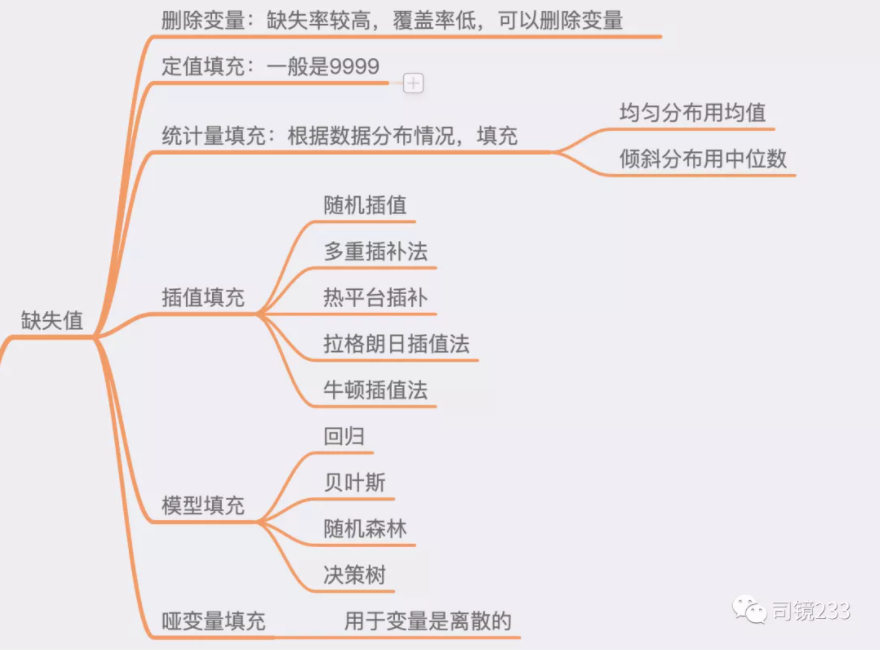 删除变量：缺失率较高，覆盖率低，可以删除变量
定值填充：一般是9999
统计量填充：根据数据分布情况，填充
均匀分布用均值
倾斜分布用中位数
缺失值
插值填充
随机插值
多重插补法
热平台插补
拉格朗日插值法
牛顿插值法
模型填充
回归
贝叶斯
随机森林
决策树
哑变量填充
用于变量是离散的
司镜233